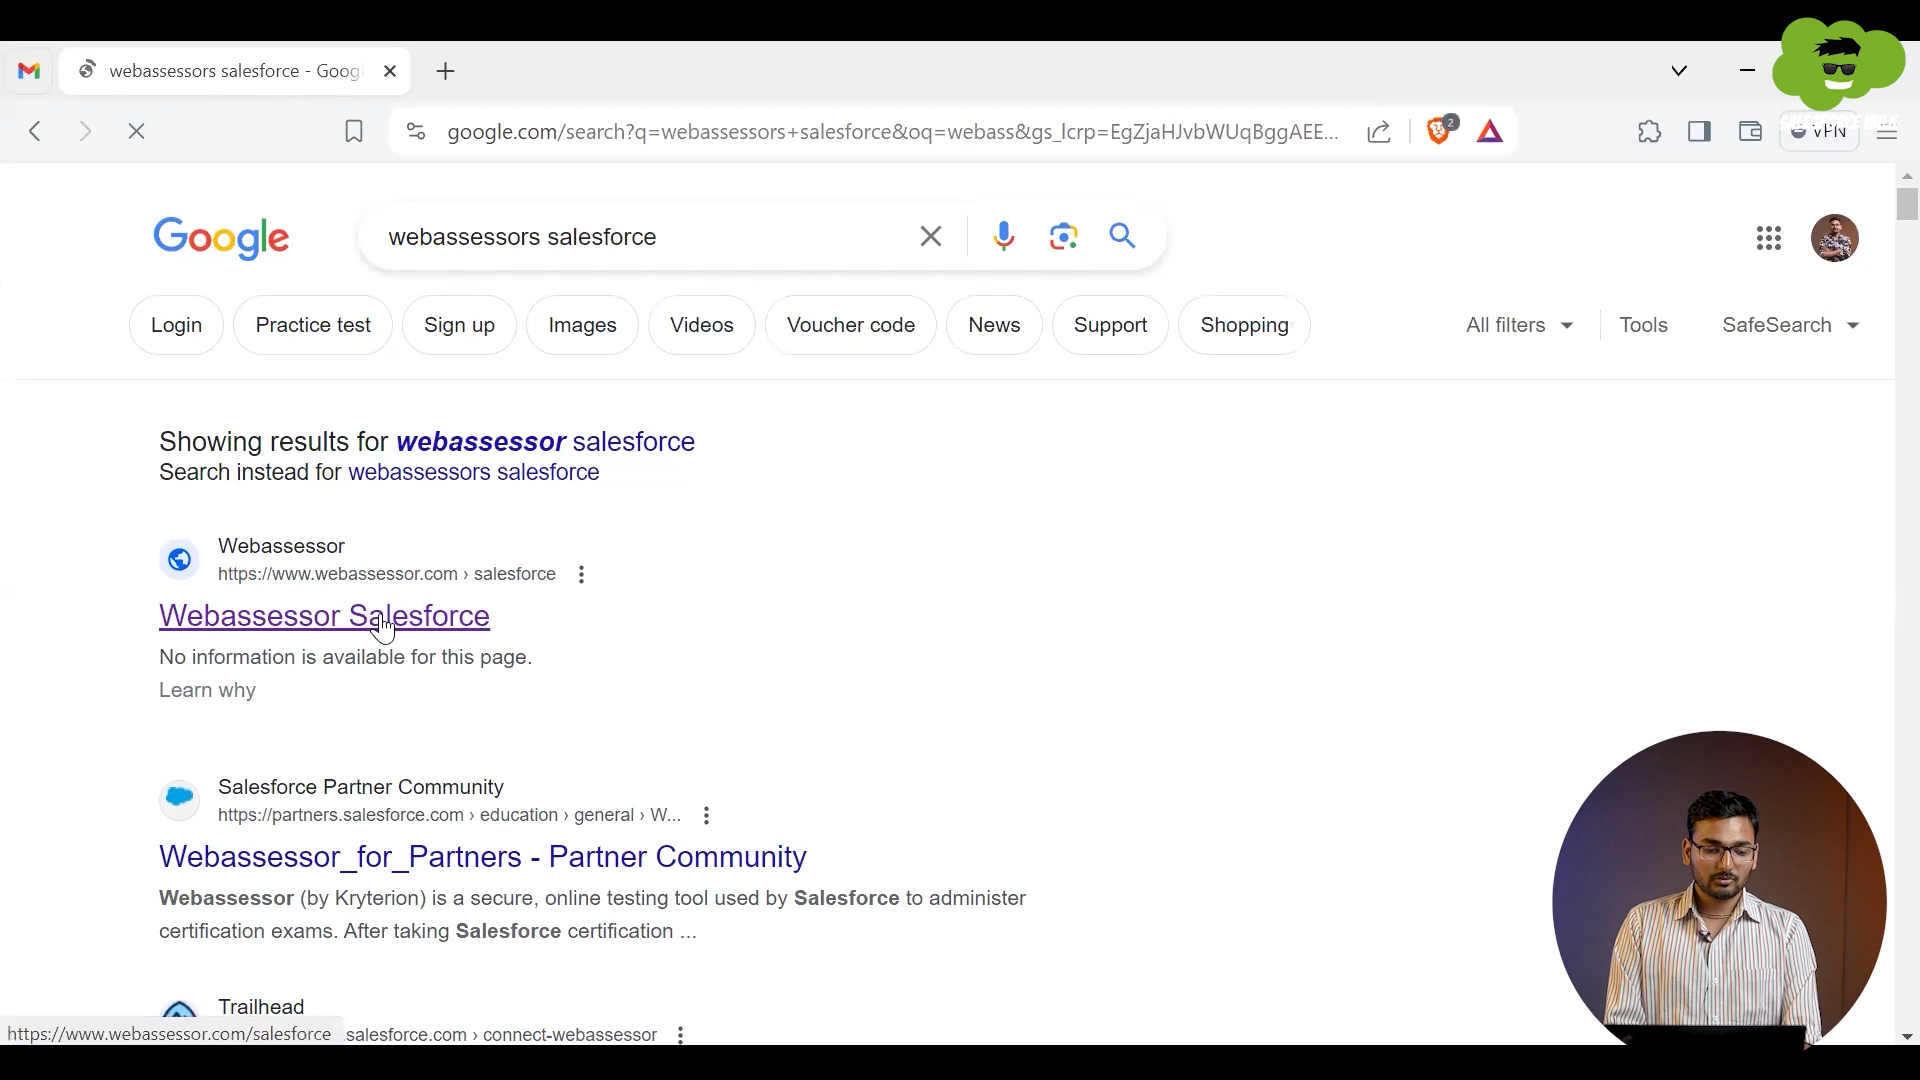 webassessors salesforce - Goog
google.com/search?q=webassessors+salesforce&oq=webass&gs_lcrp=EgZjaHJvbWUqBggAEE...
2
VPN
SALESFORCE HULK
Google
webassessors salesforce
Login
Practice test
Sign up
Images
Videos
Voucher code
News
Support
Shopping
All filters
Tools
SafeSearch
Showing results for webassessor salesforce
Search instead for webassessors salesforce
Webassessor
https://www.webassessor.com › salesforce
Webassessor Salesforce
No information is available for this page.
Learn why
Salesforce Partner Community
https://partners.salesforce.com › education › general › W...
Webassessor_for_Partners - Partner Community
Webassessor (by Kryterion) is a secure, online testing tool used by Salesforce to administer
certification exams. After taking Salesforce certification ...
Trailhead
salesforce.com › connect-webassessor
https://www.webassessor.com/salesforce